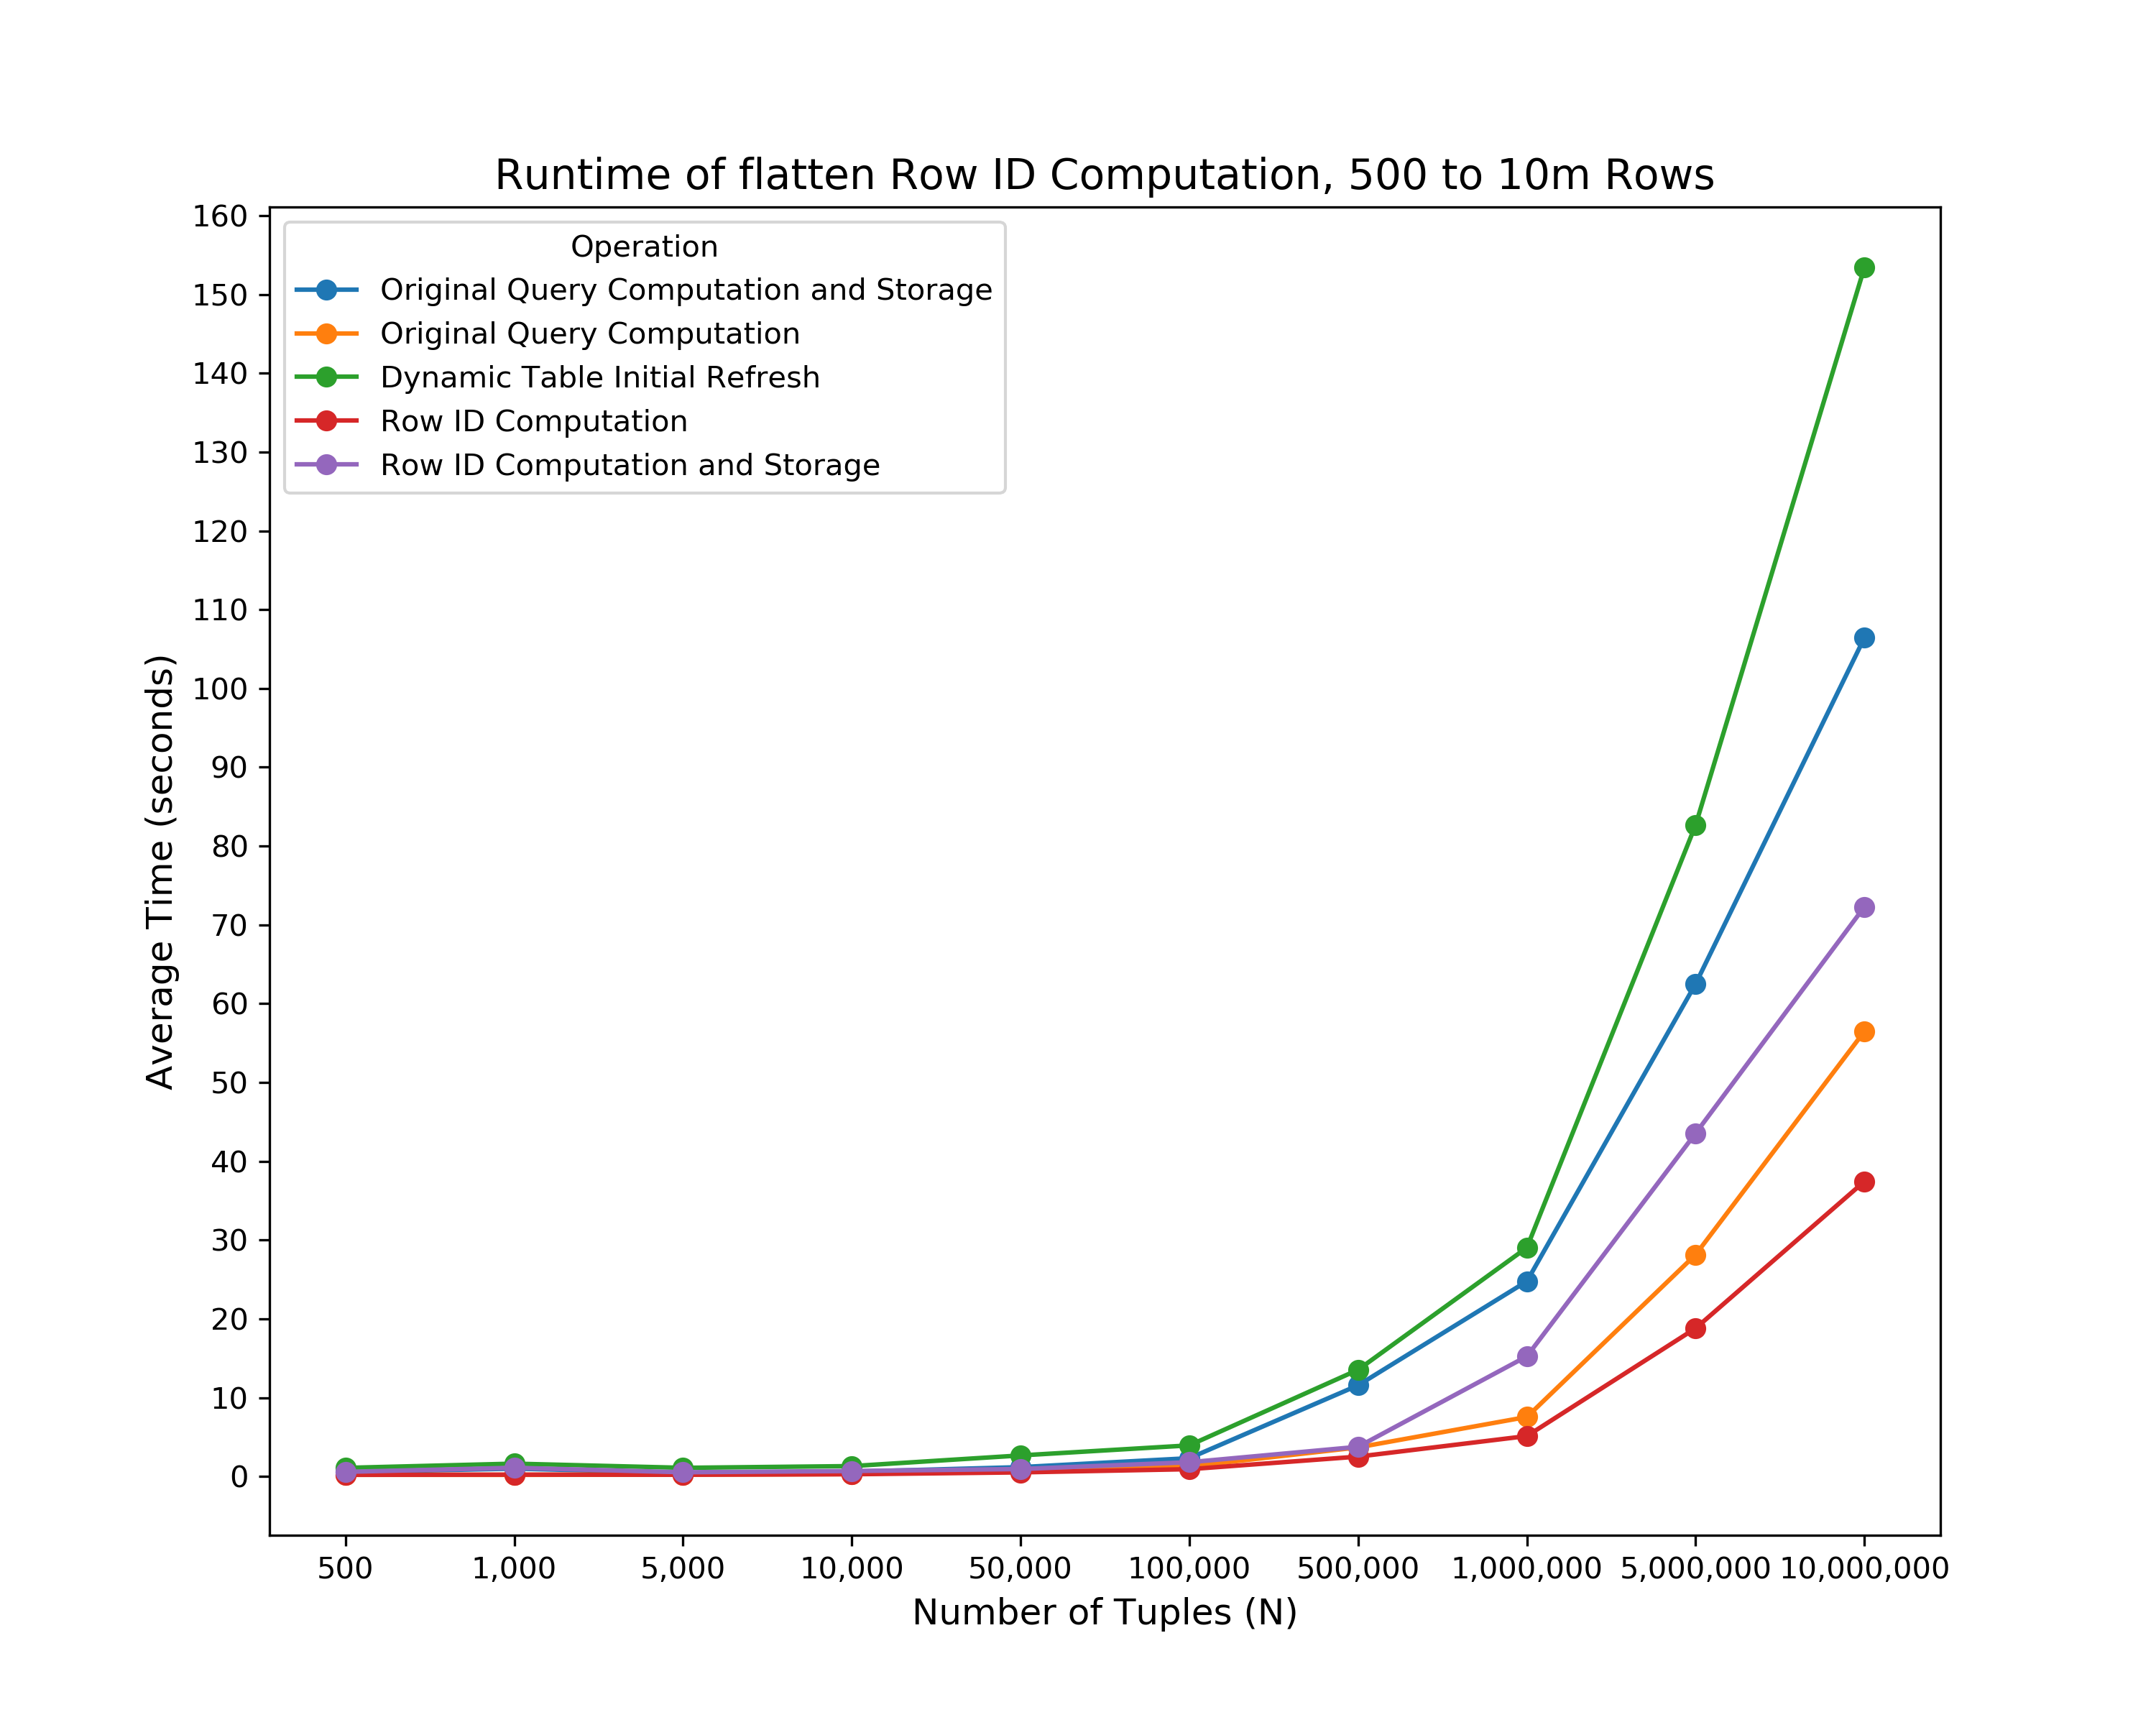 Runtime of flatten Row ID Computation, 500 to 10m Rows
Operation
Original Query Computation and Storage
Original Query Computation
Dynamic Table Initial Refresh
Row ID Computation
Row ID Computation and Storage
Average Time (seconds)
160
150
140
130
120
110
100
90
80
70
60
50
40
30
20
10
0
500 1,000 5,000 10,000 50,000 100,000 500,000 1,000,000 5,000,000 10,000,000
Number of Tuples (N)